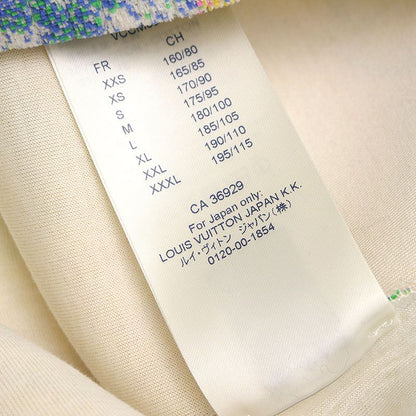 FR CH
XXS 160/80
XS 165/85
S 170/90
M 175/95
L 180/100
XL 185/105
XXL 190/110
XXXL 195/115
CA 36929
For Japan only:
LOUIS VUITTON JAPAN K.K.
ルイ・ヴィトン ジャパン(株)
0120-00-1854